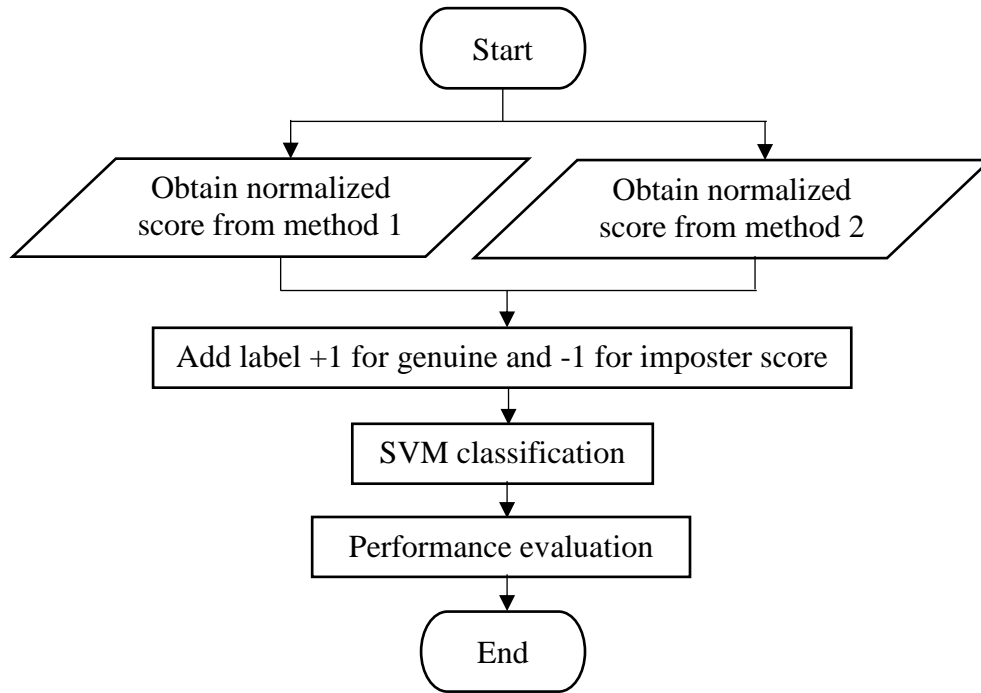 Start
Obtain normalized
score from method 1
Obtain normalized
score from method 2
Add label +1 for genuine and -1 for imposter score
SVM classification
Performance evaluation
End